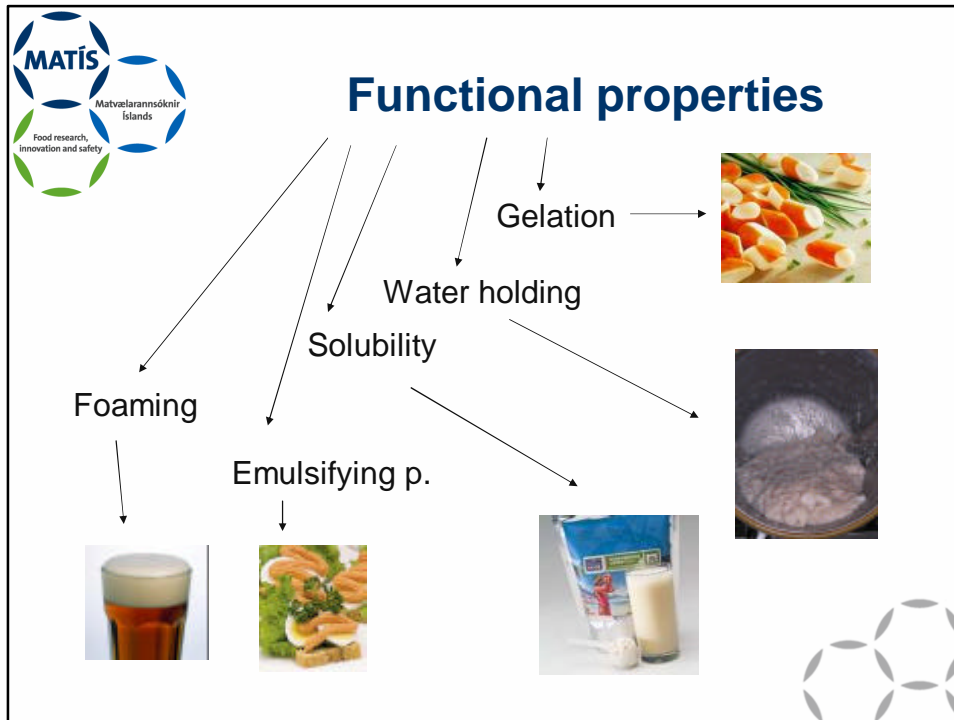 MATÍS
Matvælarannsóknir
Íslands
Food research,
innovation and safety
Functional properties
Gelation
Water holding
Solubility
Foaming
Emulsifying p.